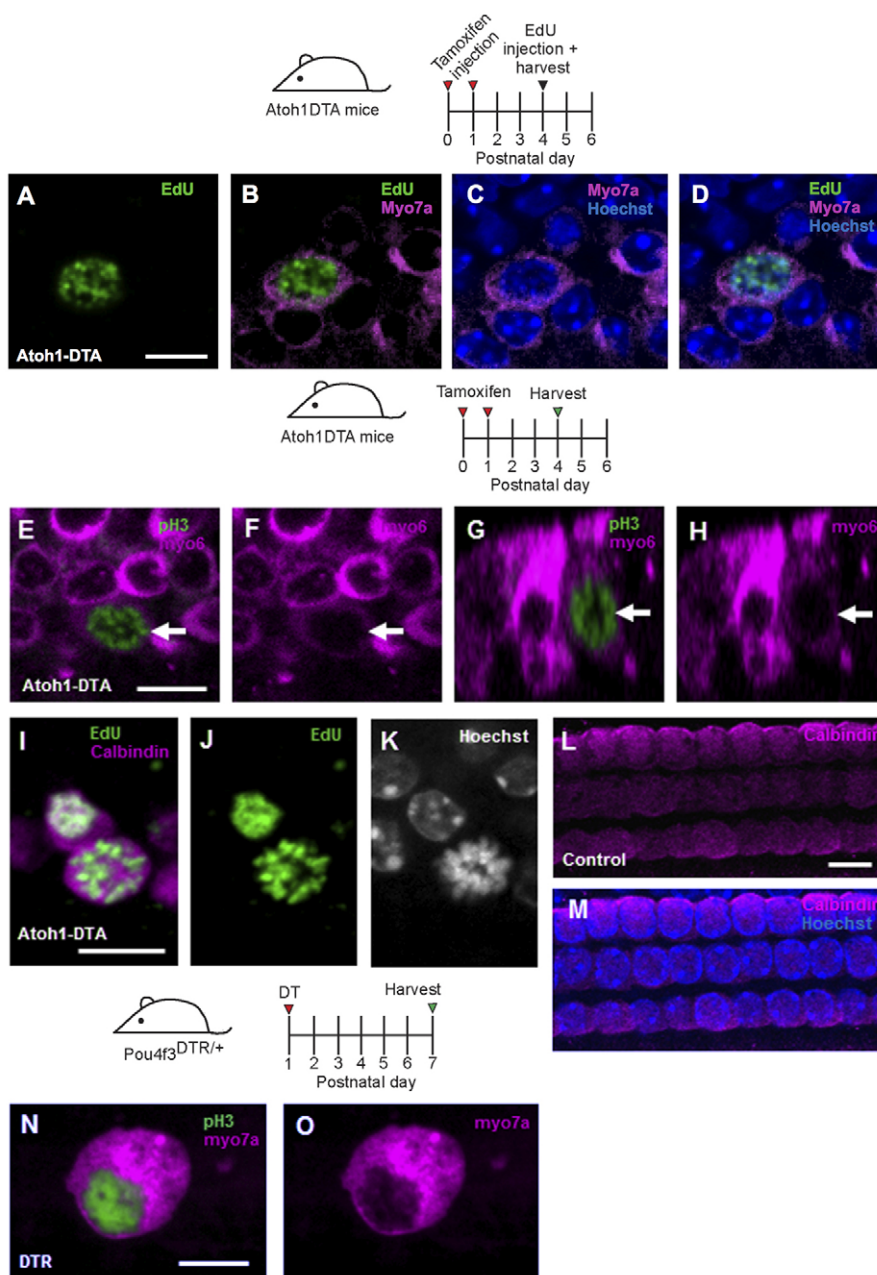 Tamoxifen
injection
EdU
injection +
harvest
Atoh1DTA mice
0 1 2 3 4 5 6
Postnatal day
A
EdU
Atoh1-DTA
B
EdU
Myo7a
C
Myo7a
Hoechst
D
EdU
Myo7a
Hoechst
Tamoxifen
Harvest
Atoh1DTA mice
0 1 2 3 4 5 6
Postnatal day
E
pH3
myo6
Atoh1-DTA
F
myo6
G
pH3
myo6
H
myo6
I
EdU
Calbindin
Atoh1-DTA
J
EdU
K
Hoechst
L
Calbindin
Control
M
Calbindin
Hoechst
DT
Harvest
Pou4f3DTR/+
1 2 3 4 5 6 7
Postnatal day
N
pH3
myo7a
DTR
O
myo7a